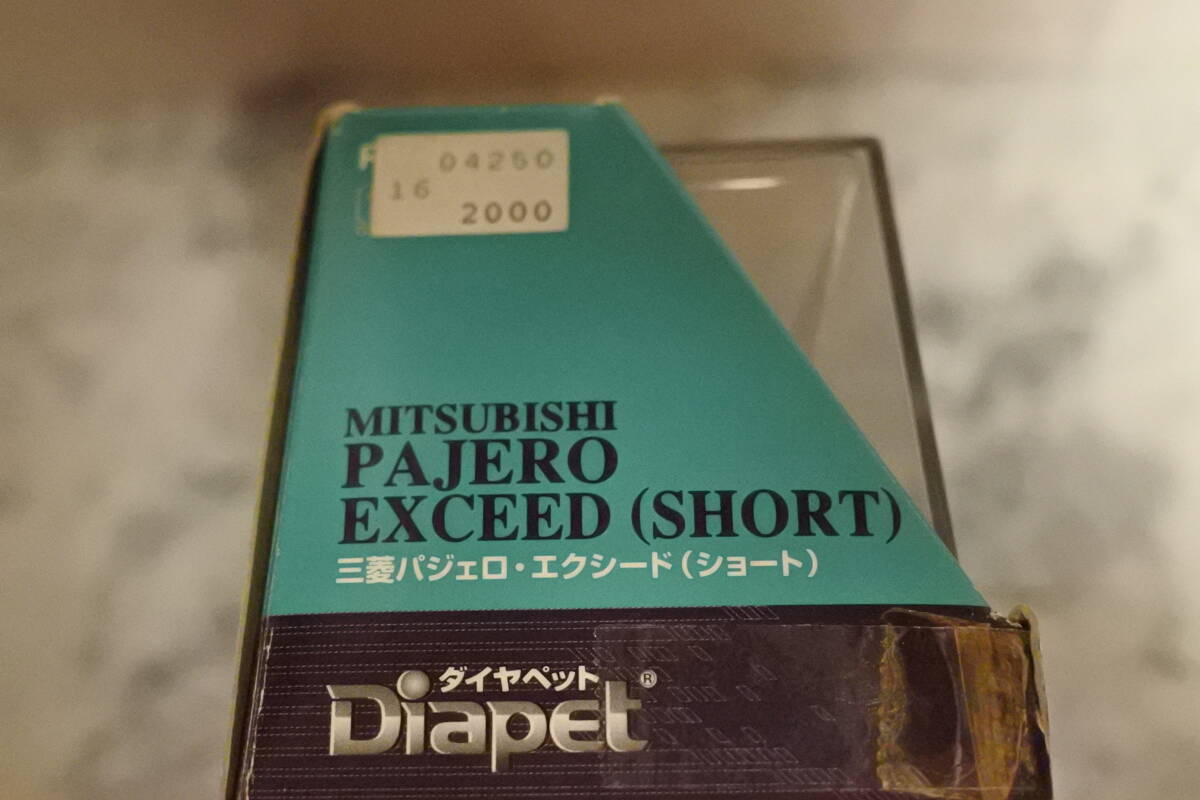 04250
16
2000
MITSUBISHI
PAJERO
EXCEED (SHORT)
三菱パジェロ・エクシード(ショート)
ダイヤペット
Diapet®